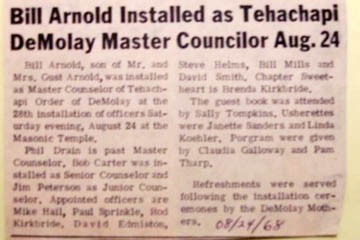 Bill Arnold Installed as Tehachapi
DeMolay Master Councilor Aug. 24
Bill Arnold, son of Mr. and
Mrs. Gust Arnold, was installed
as Master Counselor of Tehach-
api Order of DeMolay at the
28th installation of officers Sat-
urday evening, August 24 at the
Masonic Temple.
Phil Drain is past Master
Counselor, Bob Carter was in-
stalled as Senior Counselor and
Jim Peterson as Junior Coun-
selor, Appointed officers are
Mike Hall, Paul Sprinkle, Rod
Kirkbride, David Edmiston,
Steve Helms, Bill Mills and
David Smith, Chapter Sweet-
heart is Brenda Kirkbride.
The guest book was attended
by Sally Tompkins, Usherettes
were Janette Sanders and Linda
Koehler, Porgram were given
by Claudia Galloway and Pam
Tharp.
Refreshments were served
following the installation cer-
emonies by the DeMolay Moth-
ers.
08/24/68